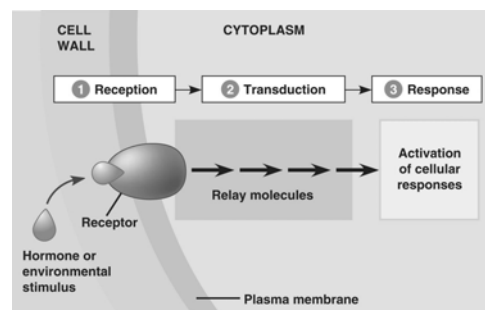 CELL
WALL
CYTOPLASM
1 Reception
2 Transduction
3 Response
Receptor
Relay molecules
Activation
of cellular
responses
Hormone or
environmental
stimulus
Plasma membrane